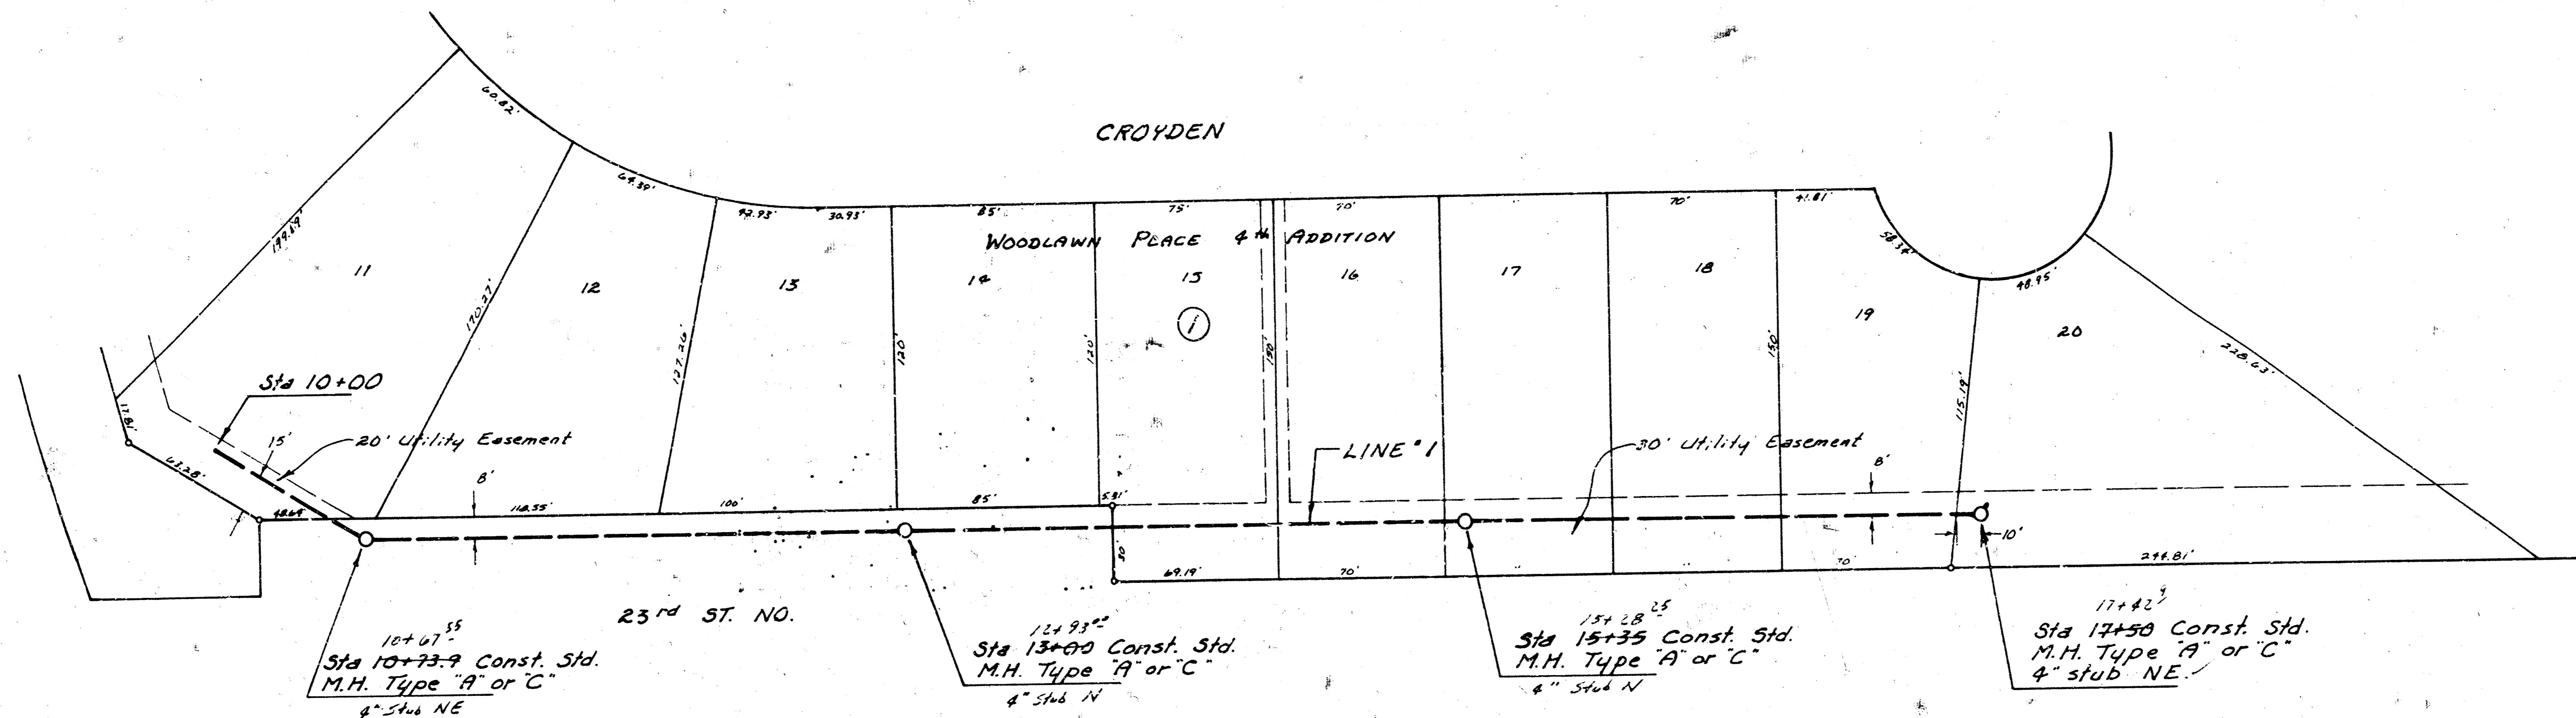 CROYDEN
60.82'
64.39'
42.93'
30.93'
85'
75'
70'
70'
41.81'
58.34'
48.95'
WOODLAWN PLACE 4th ADDITION
199.69'
11
170.27'
12
127.26'
13
120'
14
120'
15
1
150'
16
17
18
150'
19
115.19'
20
228.63'
Sta 10+00
17.81'
15'
20' Utility Easement
63.28'
48.64'
8'
118.55'
100'
85'
5.81'
LINE #1
30' Utility Easement
8'
10'
30'
69.19'
70'
70'
244.81'
23rd ST. NO.
10+67 55
Sta 10+73.9 Const. Std.
M.H. Type "A" or "C"
4" Stub NE
12+93
Sta 13+00 Const. Std.
M.H. Type "A" or "C"
4" Stub N
15+28 25
Sta 15+35 Const. Std.
M.H. Type "A" or "C"
4" Stub N
17+42 9
Sta 17+50 Const. Std.
M.H. Type "A" or "C"
4" stub NE.